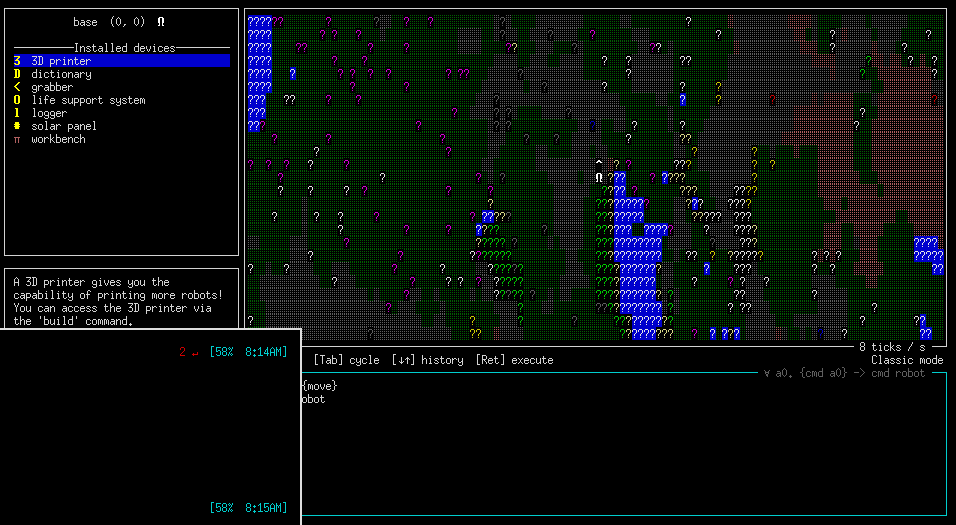 base (0, 0) Ω
Installed devices
3 3D printer
D dictionary
< grabber
O life support system
l logger
# solar panel
π workbench
A 3D printer gives you the
capability of printing more robots!
You can access the 3D printer via
the 'build' command.
8 ticks / s
[Tab] cycle [↓↑] history [Ret] execute
Classic mode
∀ a0. {cmd a0} -> cmd robot
{move}
obot
2 ↵ [58% 8:14AM]
[58% 8:15AM]